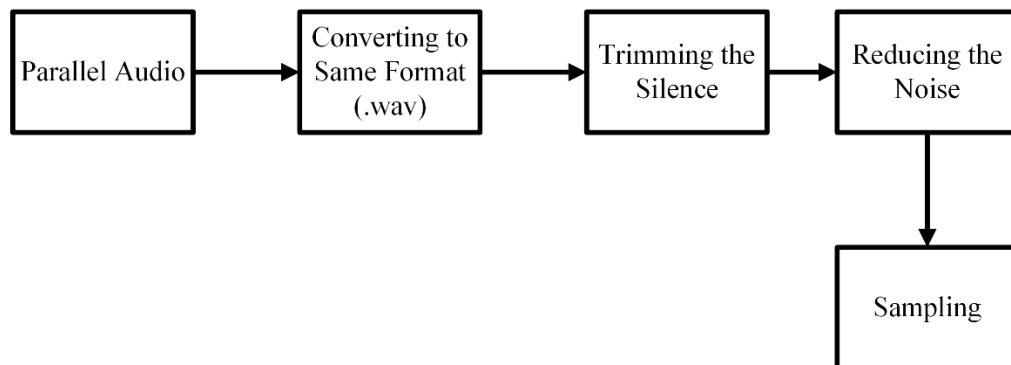 Parallel Audio
Converting to
Same Format
(.wav)
Trimming the
Silence
Reducing the
Noise
Sampling